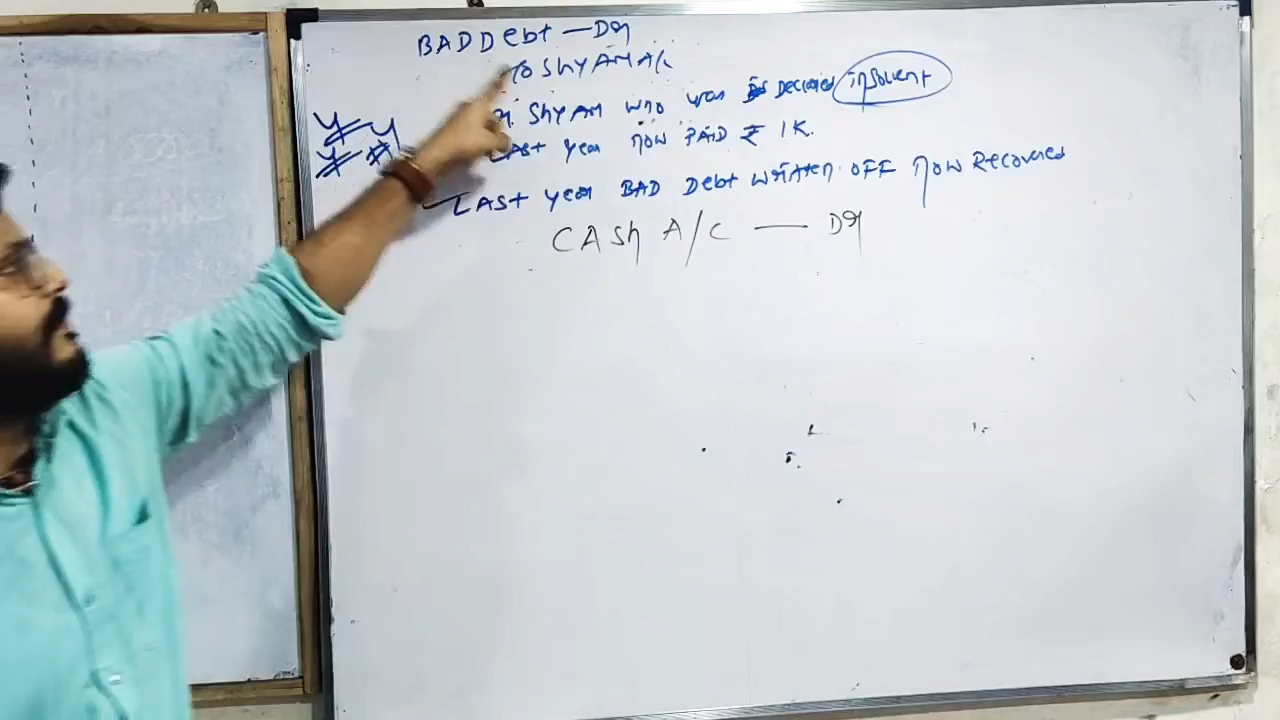 BAD Debt — Dr
To Shyam A/c
Shyam who was Declared insolvent
Last year now PAID ₹ 1K.
Last year BAD Debt written OFF now Recovered
CASh A/C — Dr